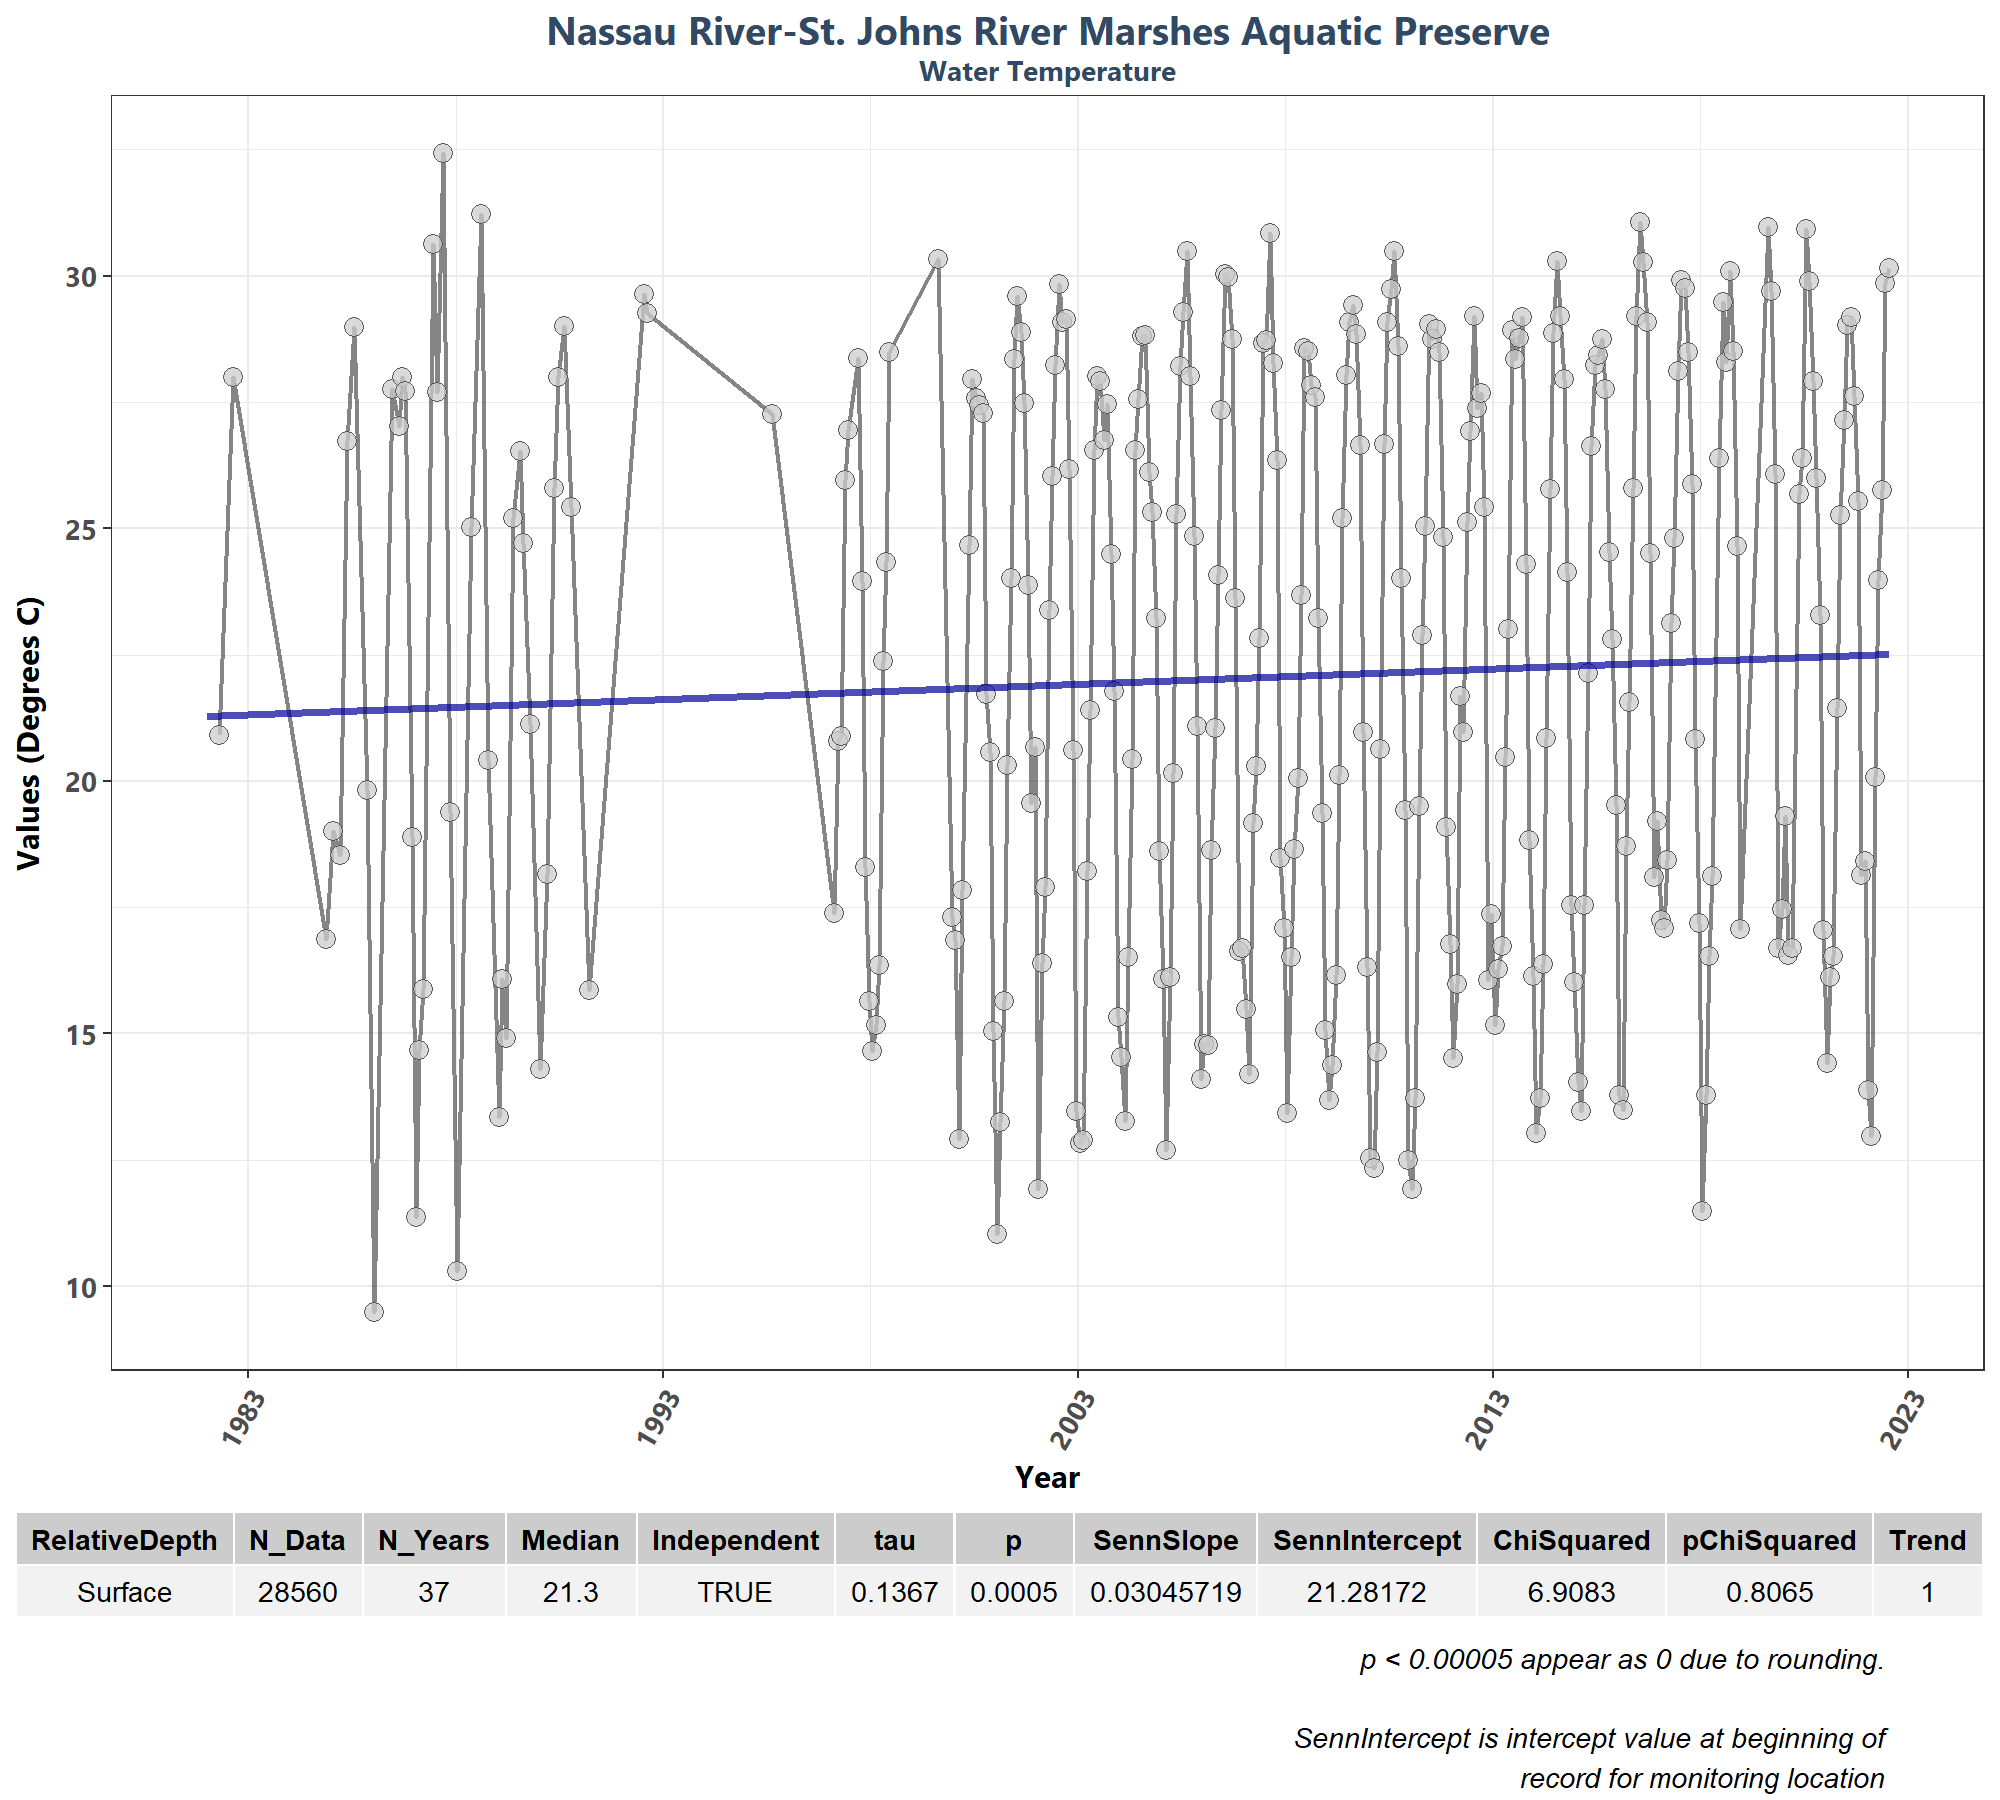 Nassau River-St. Johns River Marshes Aquatic Preserve
Water Temperature
Values (Degrees C)
30
25
20
15
10
1983
1993
2003
2013
2023
Year
RelativeDepth N_Data N_Years Median Independent tau p SennSlope SennIntercept ChiSquared pChiSquared Trend
Surface 28560 37 21.3 TRUE 0.1367 0.0005 0.03045719 21.28172 6.9083 0.8065 1
p < 0.00005 appear as 0 due to rounding.
SennIntercept is intercept value at beginning of
record for monitoring location